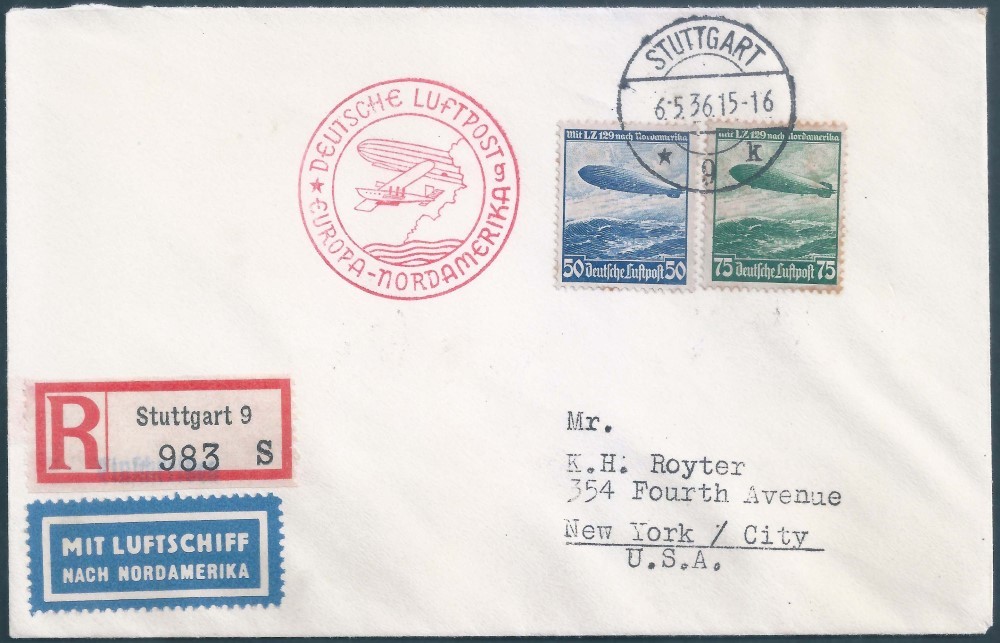 STUTTGART
6.5.36.15-16
★ 9 k
DEUTSCHE LUFTPOST b
★ EUROPA-NORDAMERIKA
Mit LZ 129 nach Nordamerika
50 Deutsche Luftpost 50
Mit LZ 129 nach Nordamerika
75 Deutsche Luftpost 75
R Stuttgart 9
983 S
MIT LUFTSCHIFF
NACH NORDAMERIKA
Mr.
K.H. Royter
354 Fourth Avenue
New York / City
U.S.A.